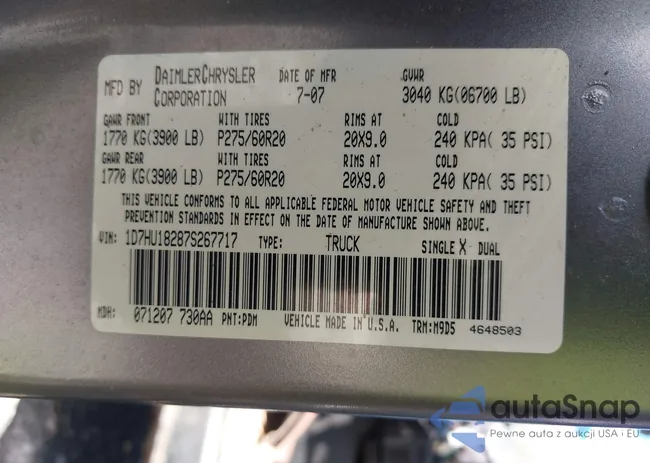 MFD BY DAIMLERCHRYSLER CORPORATION DATE OF MFR 7-07 GVWR 3040 KG(06700 LB)
GAWR FRONT WITH TIRES RIMS AT COLD
1770 KG(3900 LB) P275/60R20 20X9.0 240 KPA( 35 PSI)
GAWR REAR WITH TIRES RIMS AT COLD
1770 KG(3900 LB) P275/60R20 20X9.0 240 KPA( 35 PSI)
THIS VEHICLE CONFORMS TO ALL APPLICABLE FEDERAL MOTOR VEHICLE SAFETY AND THEFT
PREVENTION STANDARDS IN EFFECT ON THE DATE OF MANUFACTURE SHOWN ABOVE.
VIN: 1D7HU18287S267717 TYPE: TRUCK SINGLE X DUAL
MDH: 071207 730AA PNT:PDM VEHICLE MADE IN U.S.A. TRM:M9D5 4648503
autaSnap
Pewne auta z aukcji USA i EU